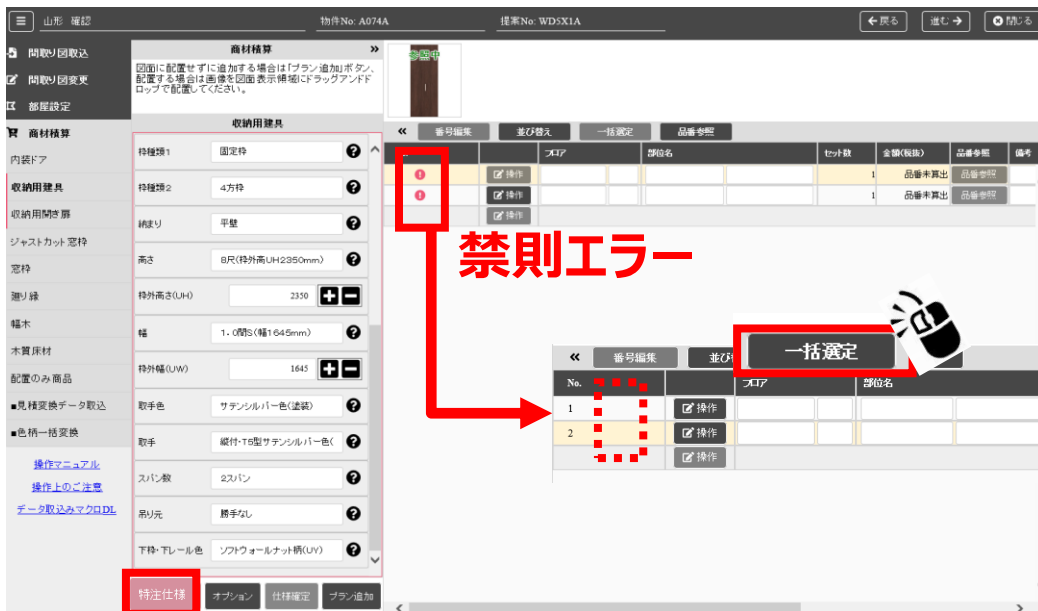 山形 確認
物件No: A074A
提案No: WD5X1A
戻る
進む
閉じる
間取り図取込
間取り図変更
部屋設定
商材積算
内装ドア
収納用建具
収納用開き扉
ジャストカット窓枠
窓枠
廻り縁
幅木
木質床材
配置のみ商品
■見積変換データ取込
■色柄一括変換
操作マニュアル
操作上のご注意
データ取込みマクロDL
商材積算 »
図面に配置せずに追加する場合は「プラン追加」ボタン、
配置する場合は画像を図面表示領域にドラッグアンドド
ロップで配置してください。
収納用建具
枠種類1 固定枠
枠種類2 4方枠
納まり 平壁
高さ 8尺(枠外高UH2350mm)
枠外高さ(UH) 2350
幅 1.0間S(幅1645mm)
枠外幅(UW) 1645
取手色 サテンシルバー色(塗装)
取手 縦付・T6型サテンシルバー色(
スパン数 2スパン
吊り元 勝手なし
下枠・下レール色 ソフトウォールナット柄(UY)
特注仕様 オプション 仕様確定 プラン追加
参照中
« 番号編集 並び替え 一括選定 品番参照
フロア 部位名 セット数 金額(税抜) 品番参照 備考
操作 1 品番未算出 品番参照
操作 1 品番未算出 品番参照
操作
禁則エラー
« 番号編集 並び 一括選定
No. フロア 部位名
1 操作
2 操作
操作